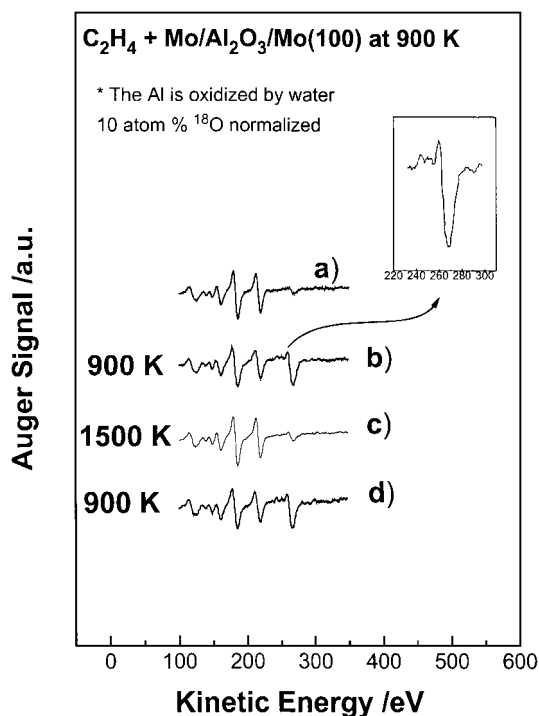 C₂H₄ + Mo/Al₂O₃/Mo(100) at 900 K
* The Al is oxidized by water
10 atom % ¹⁸O normalized
220 240 260 280 300
a)
900 K b)
1500 K c)
900 K d)
Auger Signal /a.u.
0 100 200 300 400 500 600
Kinetic Energy /eV